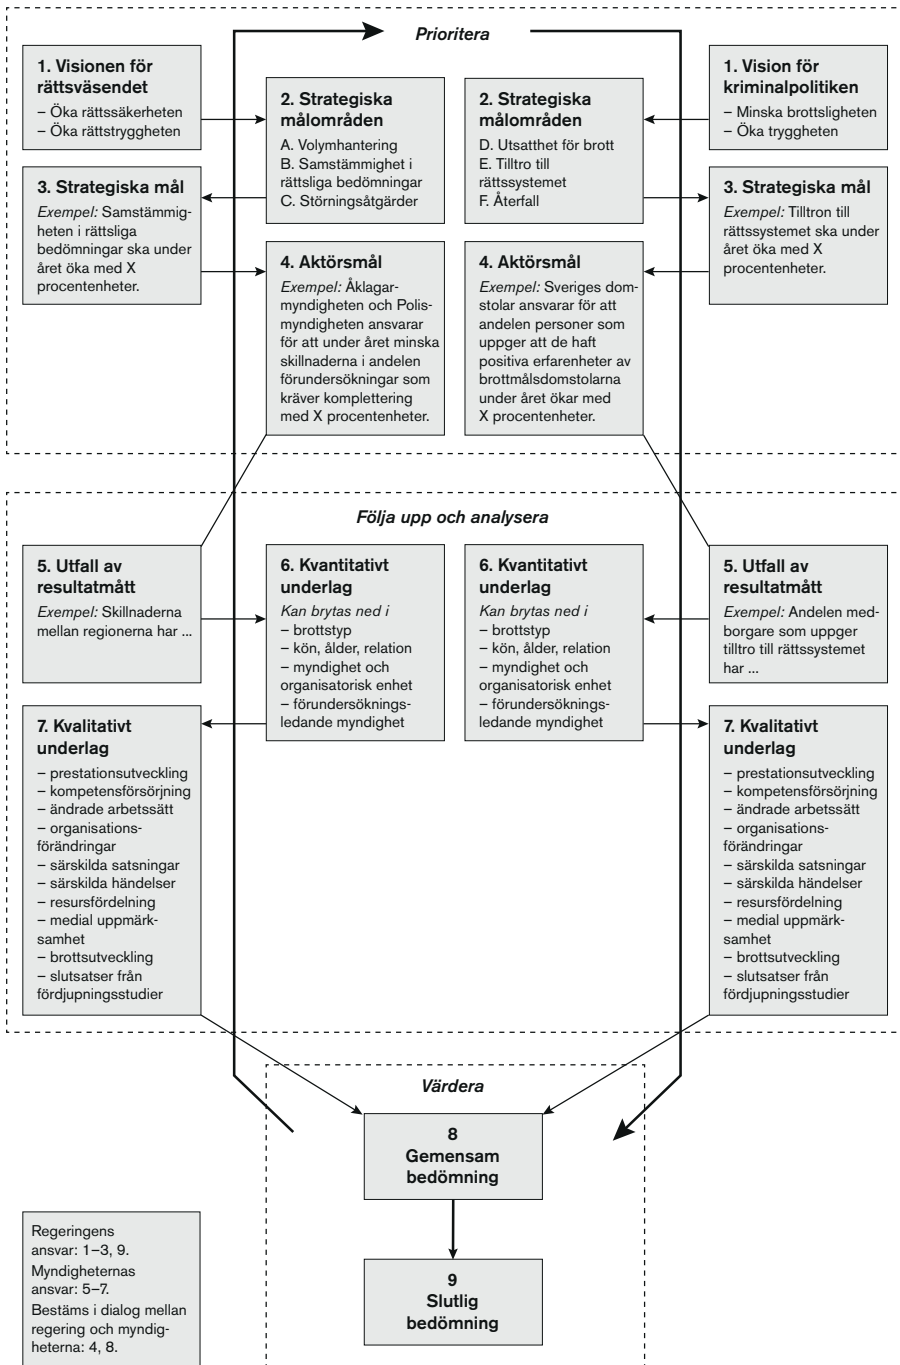 Prioritera
1. Visionen för
rättsväsendet
– Öka rättssäkerheten
– Öka rättstryggheten
2. Strategiska
målområden
A. Volymhantering
B. Samstämmighet i
rättsliga bedömningar
C. Störningsåtgärder
2. Strategiska
målområden
D. Utsatthet för brott
E. Tilltro till
rättssystemet
F. Återfall
1. Vision för
kriminalpolitiken
– Minska brottsligheten
– Öka tryggheten
3. Strategiska mål
Exempel: Samstämmig-
heten i rättsliga
bedömningar ska under
året öka med X
procentenheter.
4. Aktörsmål
Exempel: Åklagar-
myndigheten och Polis-
myndigheten ansvarar
för att under året minska
skillnaderna i andelen
förundersökningar som
kräver komplettering
med X procentenheter.
4. Aktörsmål
Exempel: Sveriges dom-
stolar ansvarar för att
andelen personer som
uppger att de haft
positiva erfarenheter av
brottmålsdomstolarna
under året ökar med
X procentenheter.
3. Strategiska mål
Exempel: Tilltron till
rättssystemet ska under
året öka med X
procentenheter.
Följa upp och analysera
5. Utfall av
resultatmått
Exempel: Skillnaderna
mellan regionerna har ...
6. Kvantitativt
underlag
Kan brytas ned i
– brottstyp
– kön, ålder, relation
– myndighet och
organisatorisk enhet
– förundersöknings-
ledande myndighet
6. Kvantitativt
underlag
Kan brytas ned i
– brottstyp
– kön, ålder, relation
– myndighet och
organisatorisk enhet
– förundersöknings-
ledande myndighet
5. Utfall av
resultatmått
Exempel: Andelen med-
borgare som uppger
tilltro till rättssystemet
har ...
7. Kvalitativt
underlag
– prestationsutveckling
– kompetensförsörjning
– ändrade arbetssätt
– organisations-
förändringar
– särskilda satsningar
– särskilda händelser
– resursfördelning
– medial uppmärk-
samhet
– brottsutveckling
– slutsatser från
fördjupningsstudier
7. Kvalitativt
underlag
– prestationsutveckling
– kompetensförsörjning
– ändrade arbetssätt
– organisations-
förändringar
– särskilda satsningar
– särskilda händelser
– resursfördelning
– medial uppmärk-
samhet
– brottsutveckling
– slutsatser från
fördjupningsstudier
Värdera
8
Gemensam
bedömning
9
Slutlig
bedömning
Regeringens
ansvar: 1–3, 9.
Myndigheternas
ansvar: 5–7.
Bestäms i dialog mellan
regering och myndig-
heterna: 4, 8.